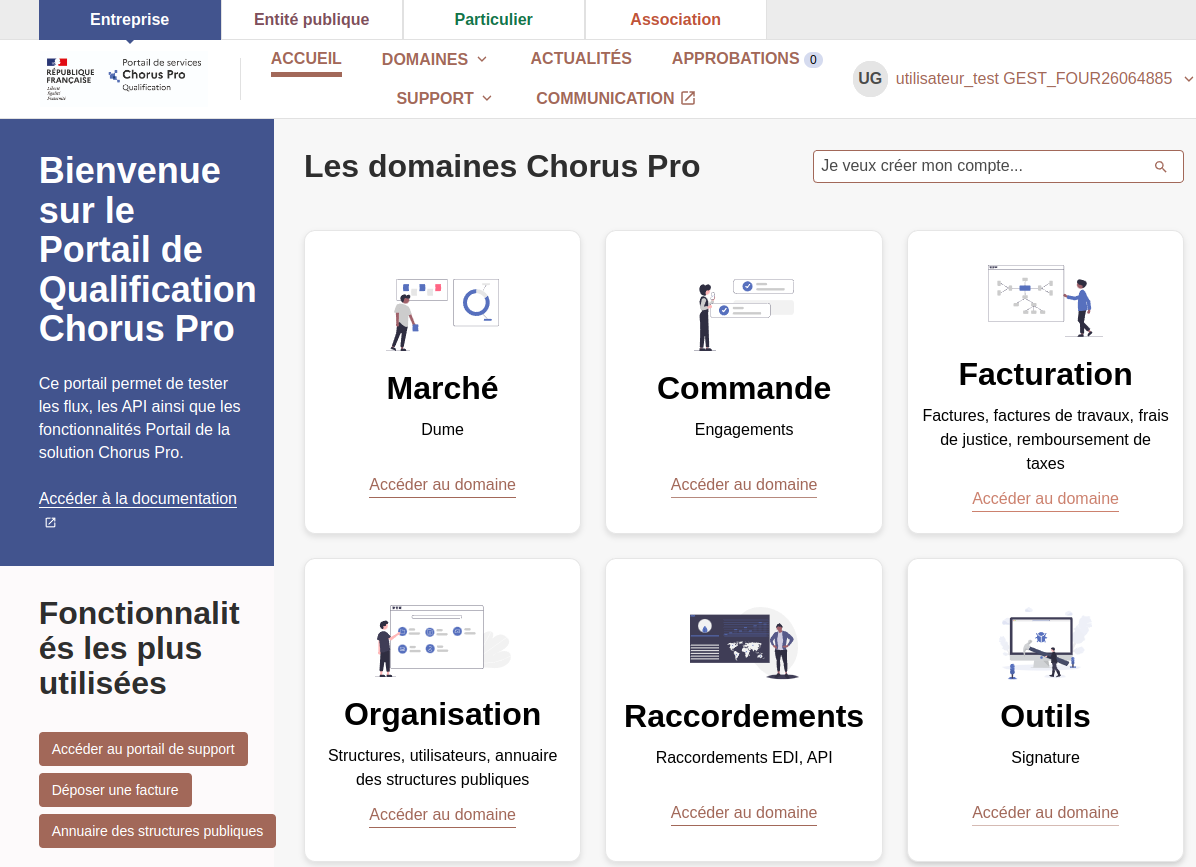 Entreprise
Entité publique
Particulier
Association
RÉPUBLIQUE
FRANÇAISE
Liberté
Égalité
Fraternité
Portail de services
Chorus Pro
Qualification
ACCUEIL
DOMAINES
ACTUALITÉS
APPROBATIONS 0
SUPPORT
COMMUNICATION
UG
utilisateur_test GEST_FOUR26064885
Bienvenue
sur le
Portail de
Qualification
Chorus Pro
Ce portail permet de tester
les flux, les API ainsi que les
fonctionnalités Portail de la
solution Chorus Pro.
Accéder à la documentation
Fonctionnalit
és les plus
utilisées
Accéder au portail de support
Déposer une facture
Annuaire des structures publiques
Les domaines Chorus Pro
Je veux créer mon compte...
Marché
Dume
Accéder au domaine
Commande
Engagements
Accéder au domaine
Facturation
Factures, factures de travaux, frais
de justice, remboursement de
taxes
Accéder au domaine
Organisation
Structures, utilisateurs, annuaire
des structures publiques
Accéder au domaine
Raccordements
Raccordements EDI, API
Accéder au domaine
Outils
Signature
Accéder au domaine